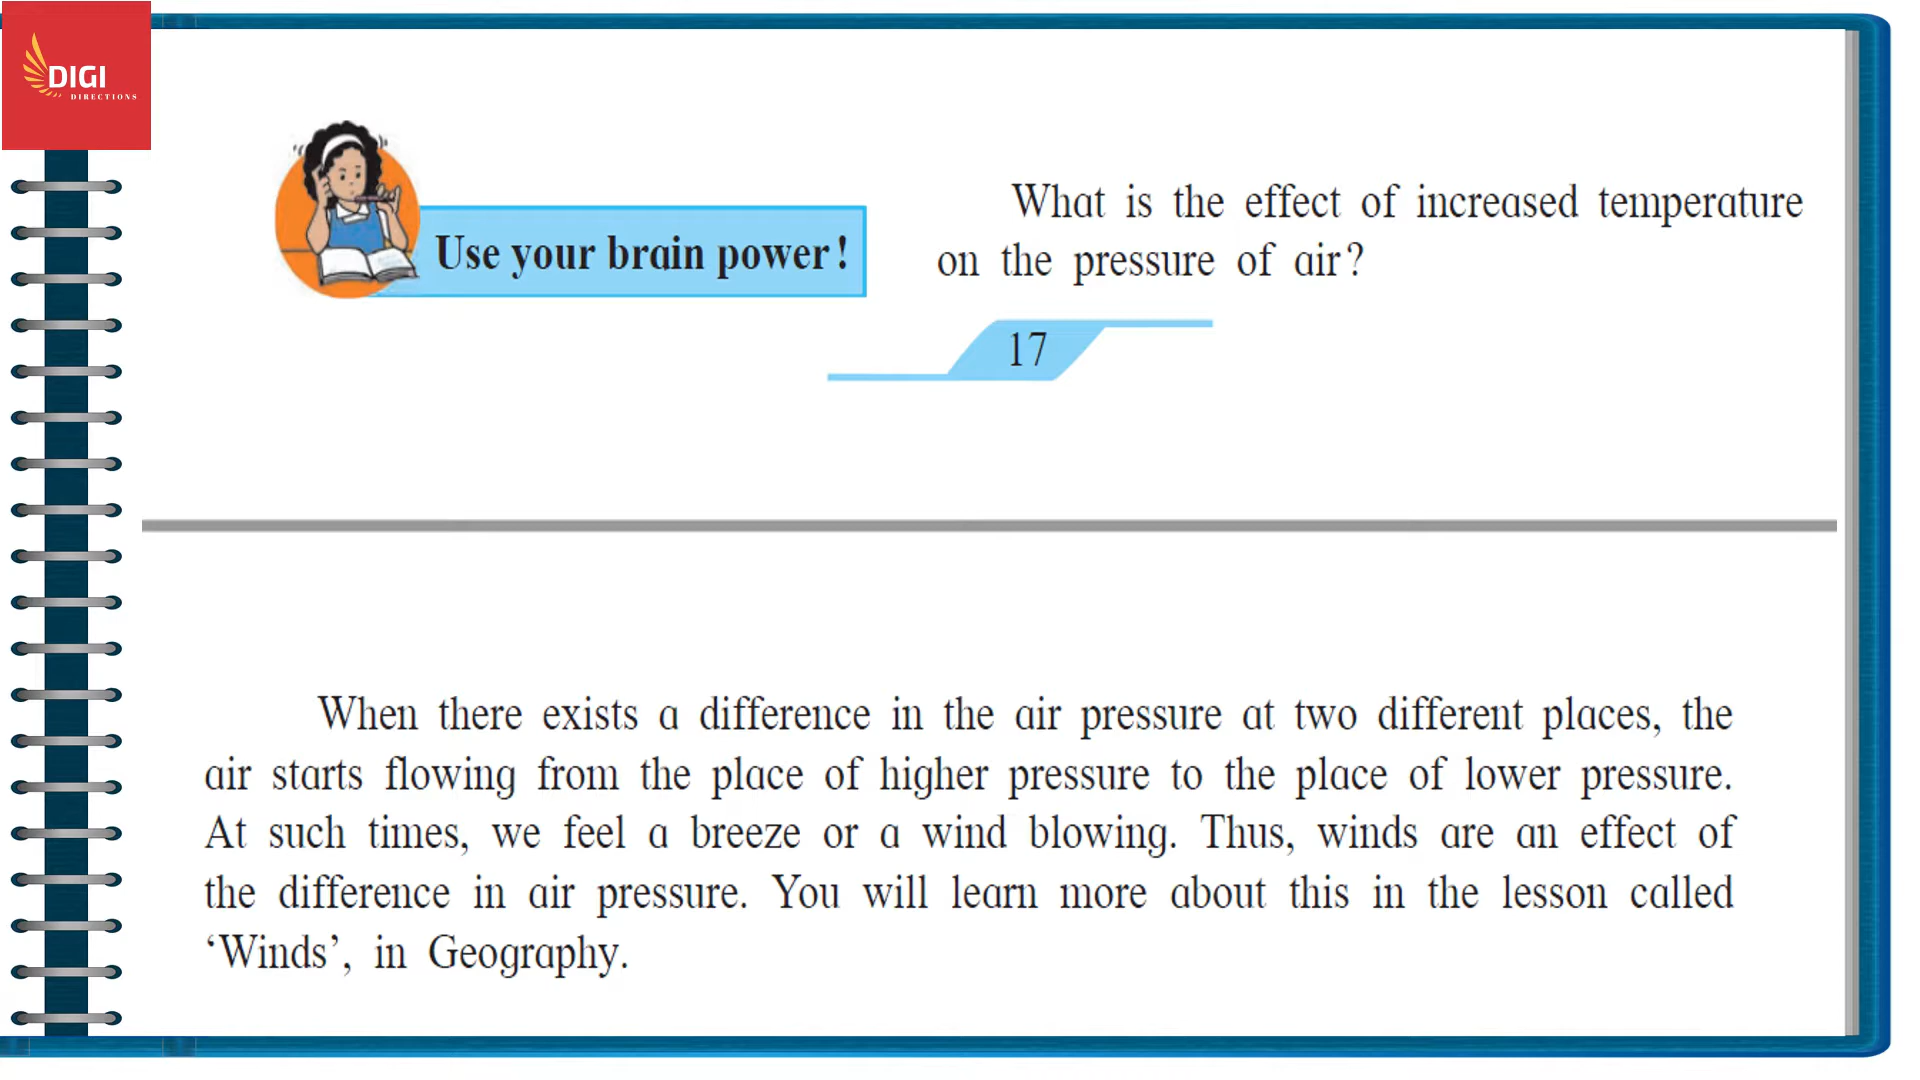 DIGI
DIRECTIONS
Use your brain power!
What is the effect of increased temperature
on the pressure of air?
17
When there exists a difference in the air pressure at two different places, the
air starts flowing from the place of higher pressure to the place of lower pressure.
At such times, we feel a breeze or a wind blowing. Thus, winds are an effect of
the difference in air pressure. You will learn more about this in the lesson called
‘Winds’, in Geography.